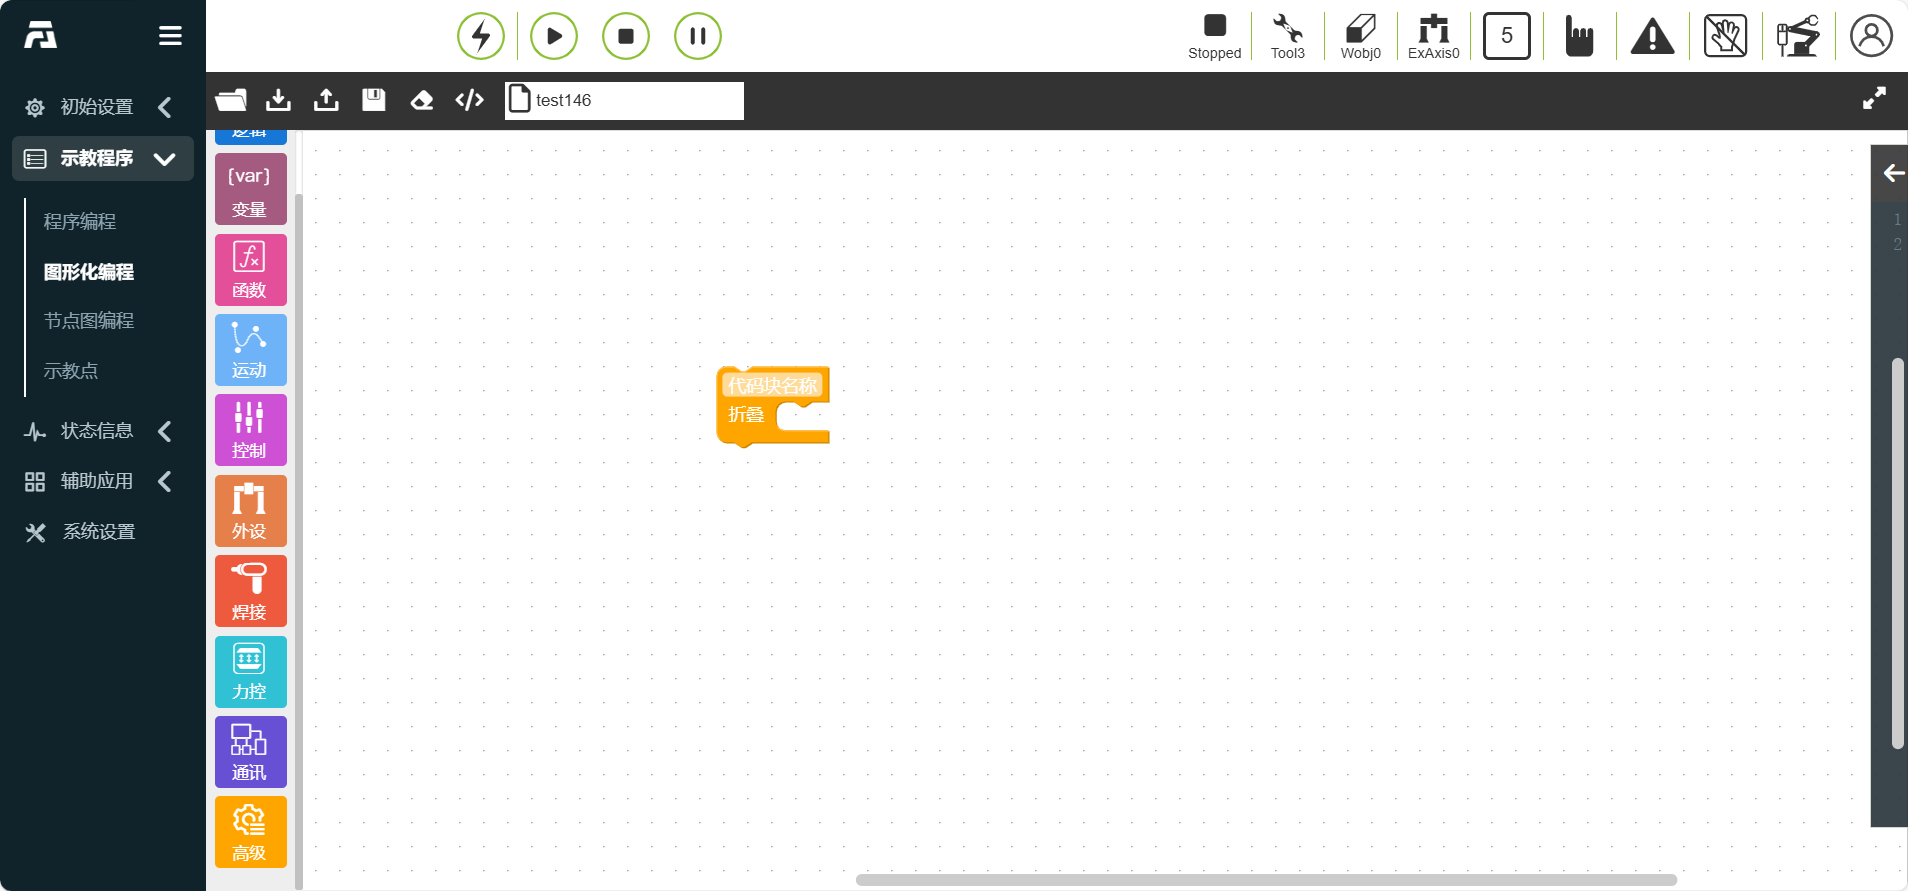 Stopped
Tool3
Wobj0
ExAxis0
5
test146
初始设置
示教程序
程序编程
图形化编程
节点图编程
示教点
状态信息
辅助应用
系统设置
逻辑
{var}
变量
fx
函数
运动
控制
外设
焊接
力控
通讯
高级
代码块名称
折叠
1
2